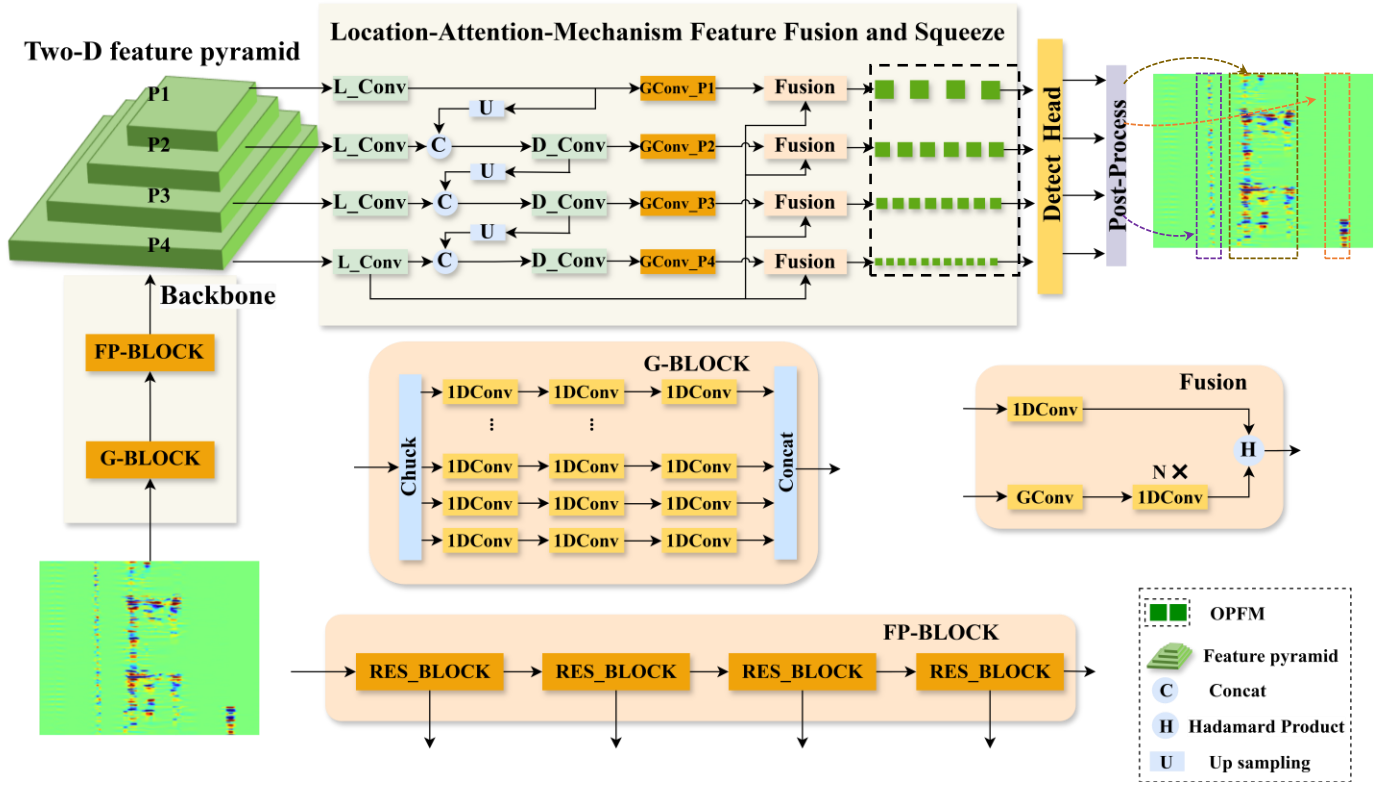 Location-Attention-Mechanism Feature Fusion and Squeeze
Two-D feature pyramid
P1
P2
P3
P4
L_Conv
GConv_P1
Fusion
U
L_Conv
C
D_Conv
GConv_P2
Fusion
U
L_Conv
C
D_Conv
GConv_P3
Fusion
U
L_Conv
C
D_Conv
GConv_P4
Fusion
Detect Head
Post-Process
Backbone
FP-BLOCK
G-BLOCK
G-BLOCK
Chuck
1DConv 1DConv 1DConv
... ...
1DConv 1DConv 1DConv
1DConv 1DConv 1DConv
1DConv 1DConv 1DConv
Concat
Fusion
1DConv
H
N ×
GConv
1DConv
FP-BLOCK
RES_BLOCK RES_BLOCK RES_BLOCK RES_BLOCK
OPFM
Feature pyramid
C Concat
H Hadamard Product
U Up sampling